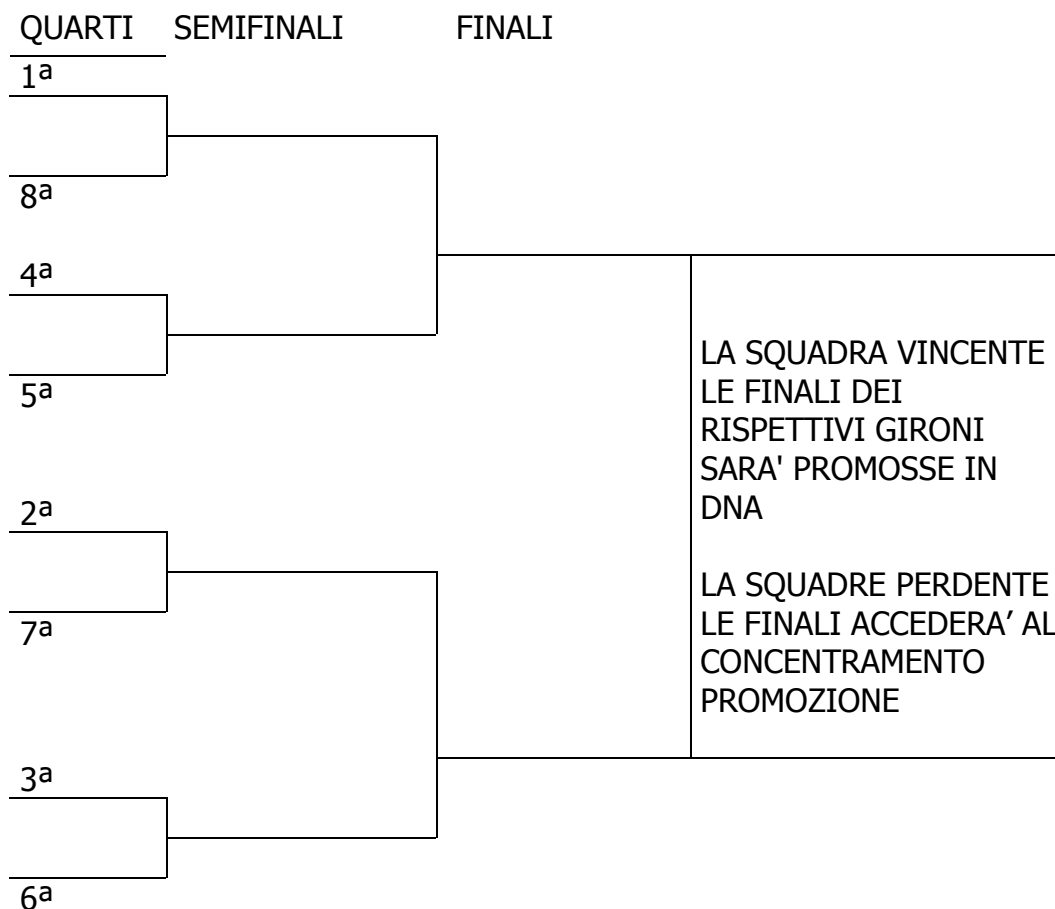 QUARTI SEMIFINALI FINALI
1ª
8ª
4ª
5ª
LA SQUADRA VINCENTE
LE FINALI DEI
RISPETTIVI GIRONI
SARA' PROMOSSE IN
DNA
2ª
7ª
LA SQUADRE PERDENTE
LE FINALI ACCEDERA’ AL
CONCENTRAMENTO
PROMOZIONE
3ª
6ª